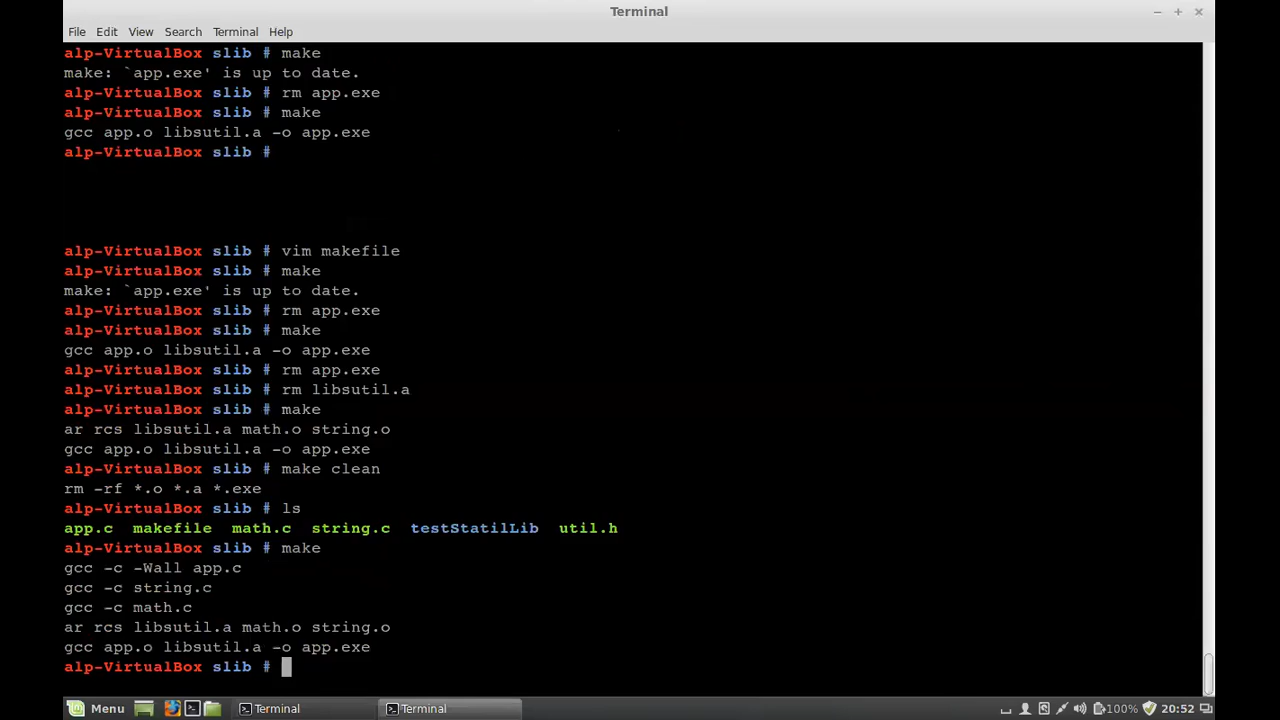 Terminal
File Edit View Search Terminal Help
alp-VirtualBox slib # make
make: `app.exe' is up to date.
alp-VirtualBox slib # rm app.exe
alp-VirtualBox slib # make
gcc app.o libsutil.a -o app.exe
alp-VirtualBox slib #
alp-VirtualBox slib # vim makefile
alp-VirtualBox slib # make
make: `app.exe' is up to date.
alp-VirtualBox slib # rm app.exe
alp-VirtualBox slib # make
gcc app.o libsutil.a -o app.exe
alp-VirtualBox slib # rm app.exe
alp-VirtualBox slib # rm libsutil.a
alp-VirtualBox slib # make
ar rcs libsutil.a math.o string.o
gcc app.o libsutil.a -o app.exe
alp-VirtualBox slib # make clean
rm -rf *.o *.a *.exe
alp-VirtualBox slib # ls
app.c makefile math.c string.c testStatilLib util.h
alp-VirtualBox slib # make
gcc -c -Wall app.c
gcc -c string.c
gcc -c math.c
ar rcs libsutil.a math.o string.o
gcc app.o libsutil.a -o app.exe
alp-VirtualBox slib #
Menu Terminal Terminal 100% 20:52